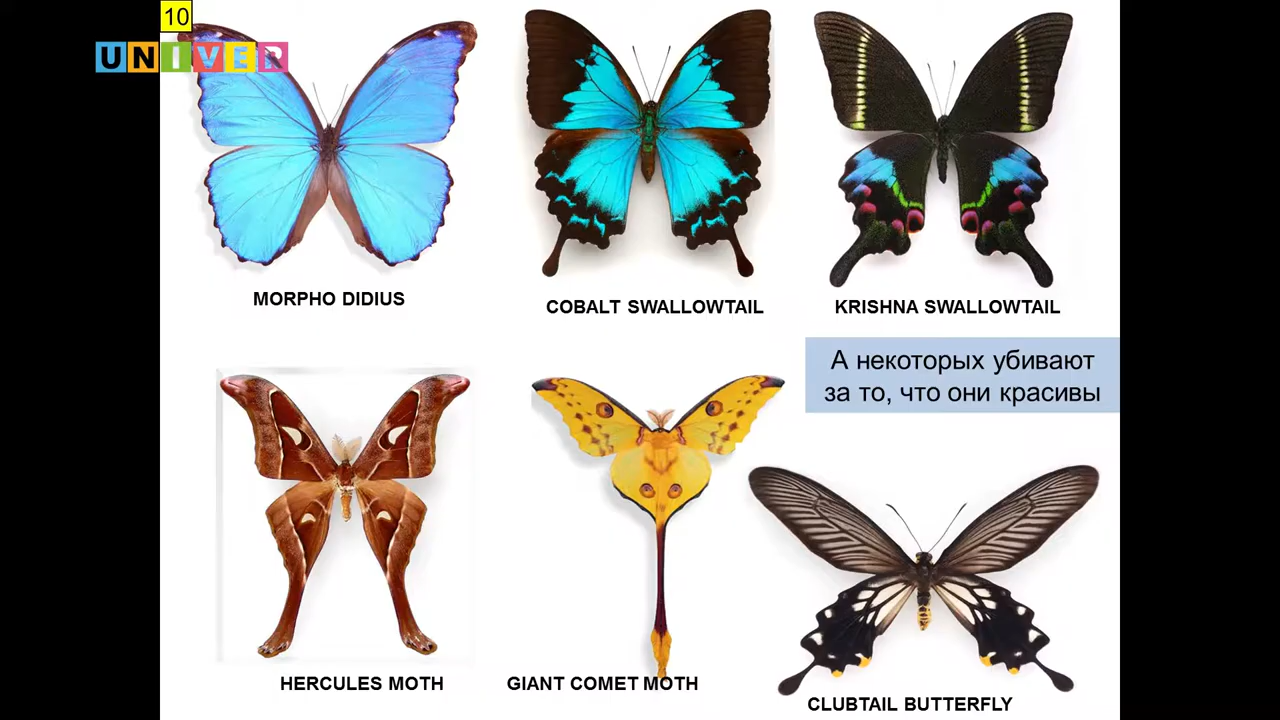 10
UNIVER
MORPHO DIDIUS
COBALT SWALLOWTAIL
KRISHNA SWALLOWTAIL
А некоторых убивают
за то, что они красивы
HERCULES MOTH
GIANT COMET MOTH
CLUBTAIL BUTTERFLY